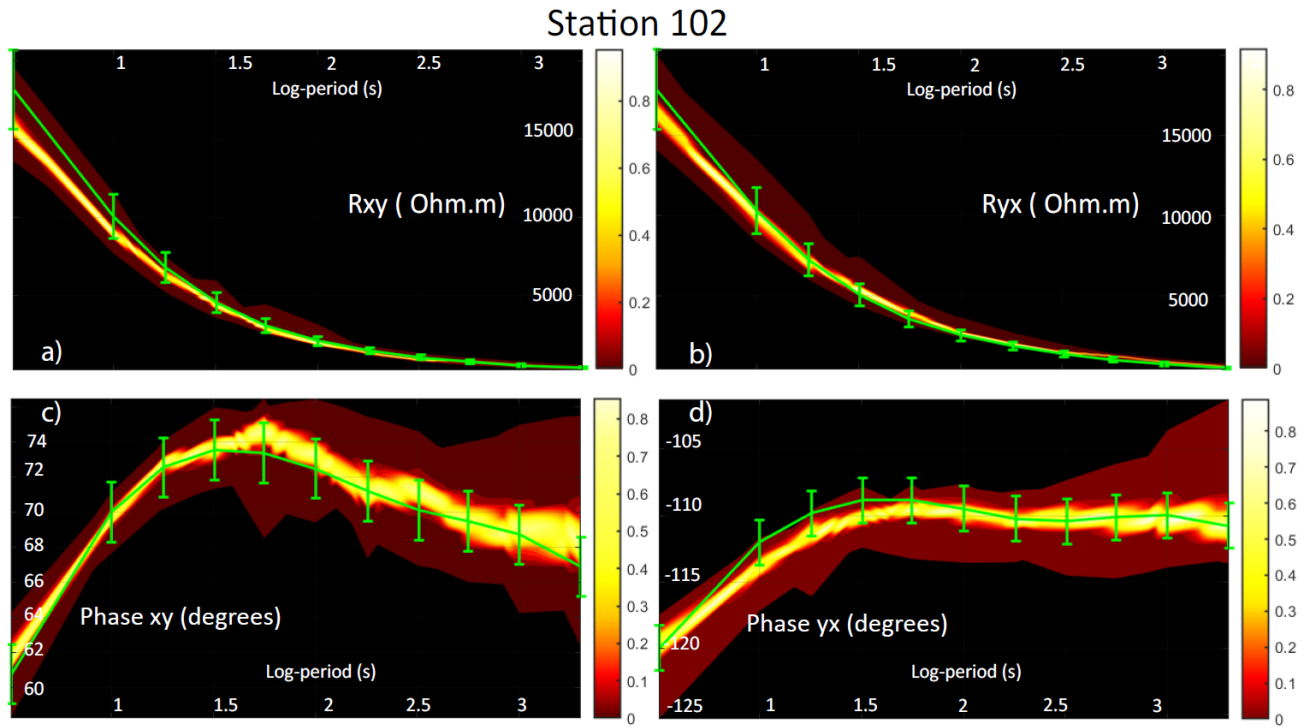 Station 102
1 1.5 2 2.5 3
Log-period (s)
15000
10000
5000
Rxy ( Ohm.m)
a)
0.8
0.6
0.4
0.2
0
1 1.5 2 2.5 3
Log-period (s)
15000
10000
5000
Ryx ( Ohm.m)
b)
0.8
0.6
0.4
0.2
0
c)
74
72
70
68
66
64
62
60
Phase xy (degrees)
Log-period (s)
1 1.5 2 2.5 3
0.8
0.7
0.6
0.5
0.4
0.3
0.2
0.1
0
d)
-105
-110
-115
-120
-125
Phase yx (degrees)
Log-period (s)
1 1.5 2 2.5 3
0.8
0.7
0.6
0.5
0.4
0.3
0.2
0.1
0